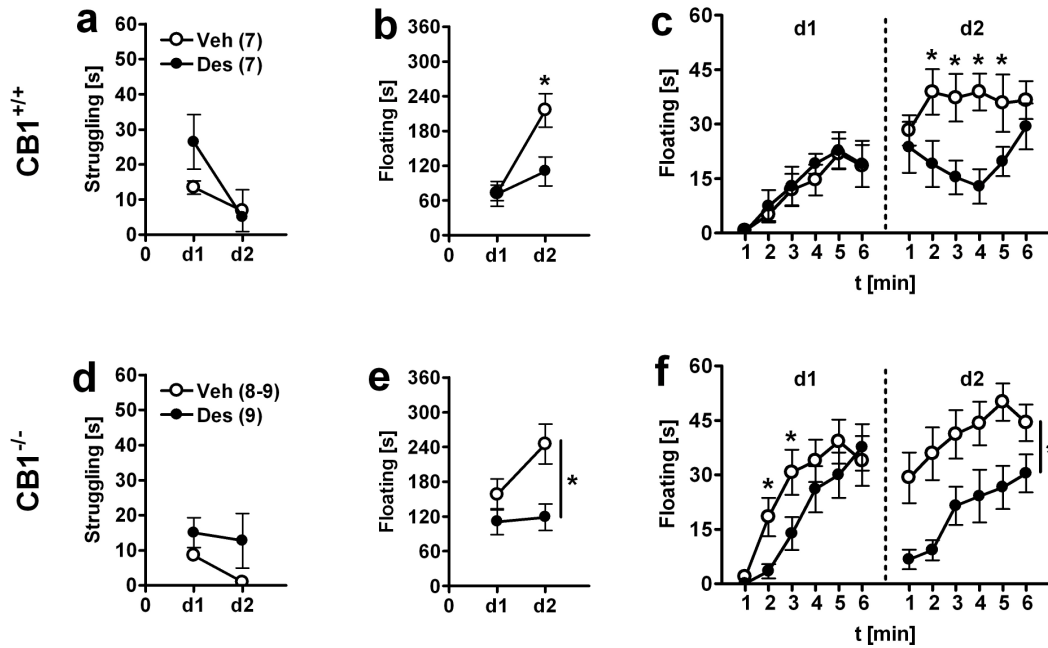 a
b
c
CB1+/+
Struggling [s]
60
50
40
30
20
10
0
Veh (7)
Des (7)
0 d1 d2
Floating [s]
360
300
240
180
120
60
0
*
0 d1 d2
Floating [s]
60
45
30
15
0
d1 d2
* * * *
1 2 3 4 5 6 1 2 3 4 5 6
t [min]
d
e
f
CB1-/-
Struggling [s]
60
50
40
30
20
10
0
Veh (8-9)
Des (9)
0 d1 d2
Floating [s]
360
300
240
180
120
60
0
*
0 d1 d2
Floating [s]
60
45
30
15
0
d1 d2
* *
1 2 3 4 5 6 1 2 3 4 5 6
t [min]